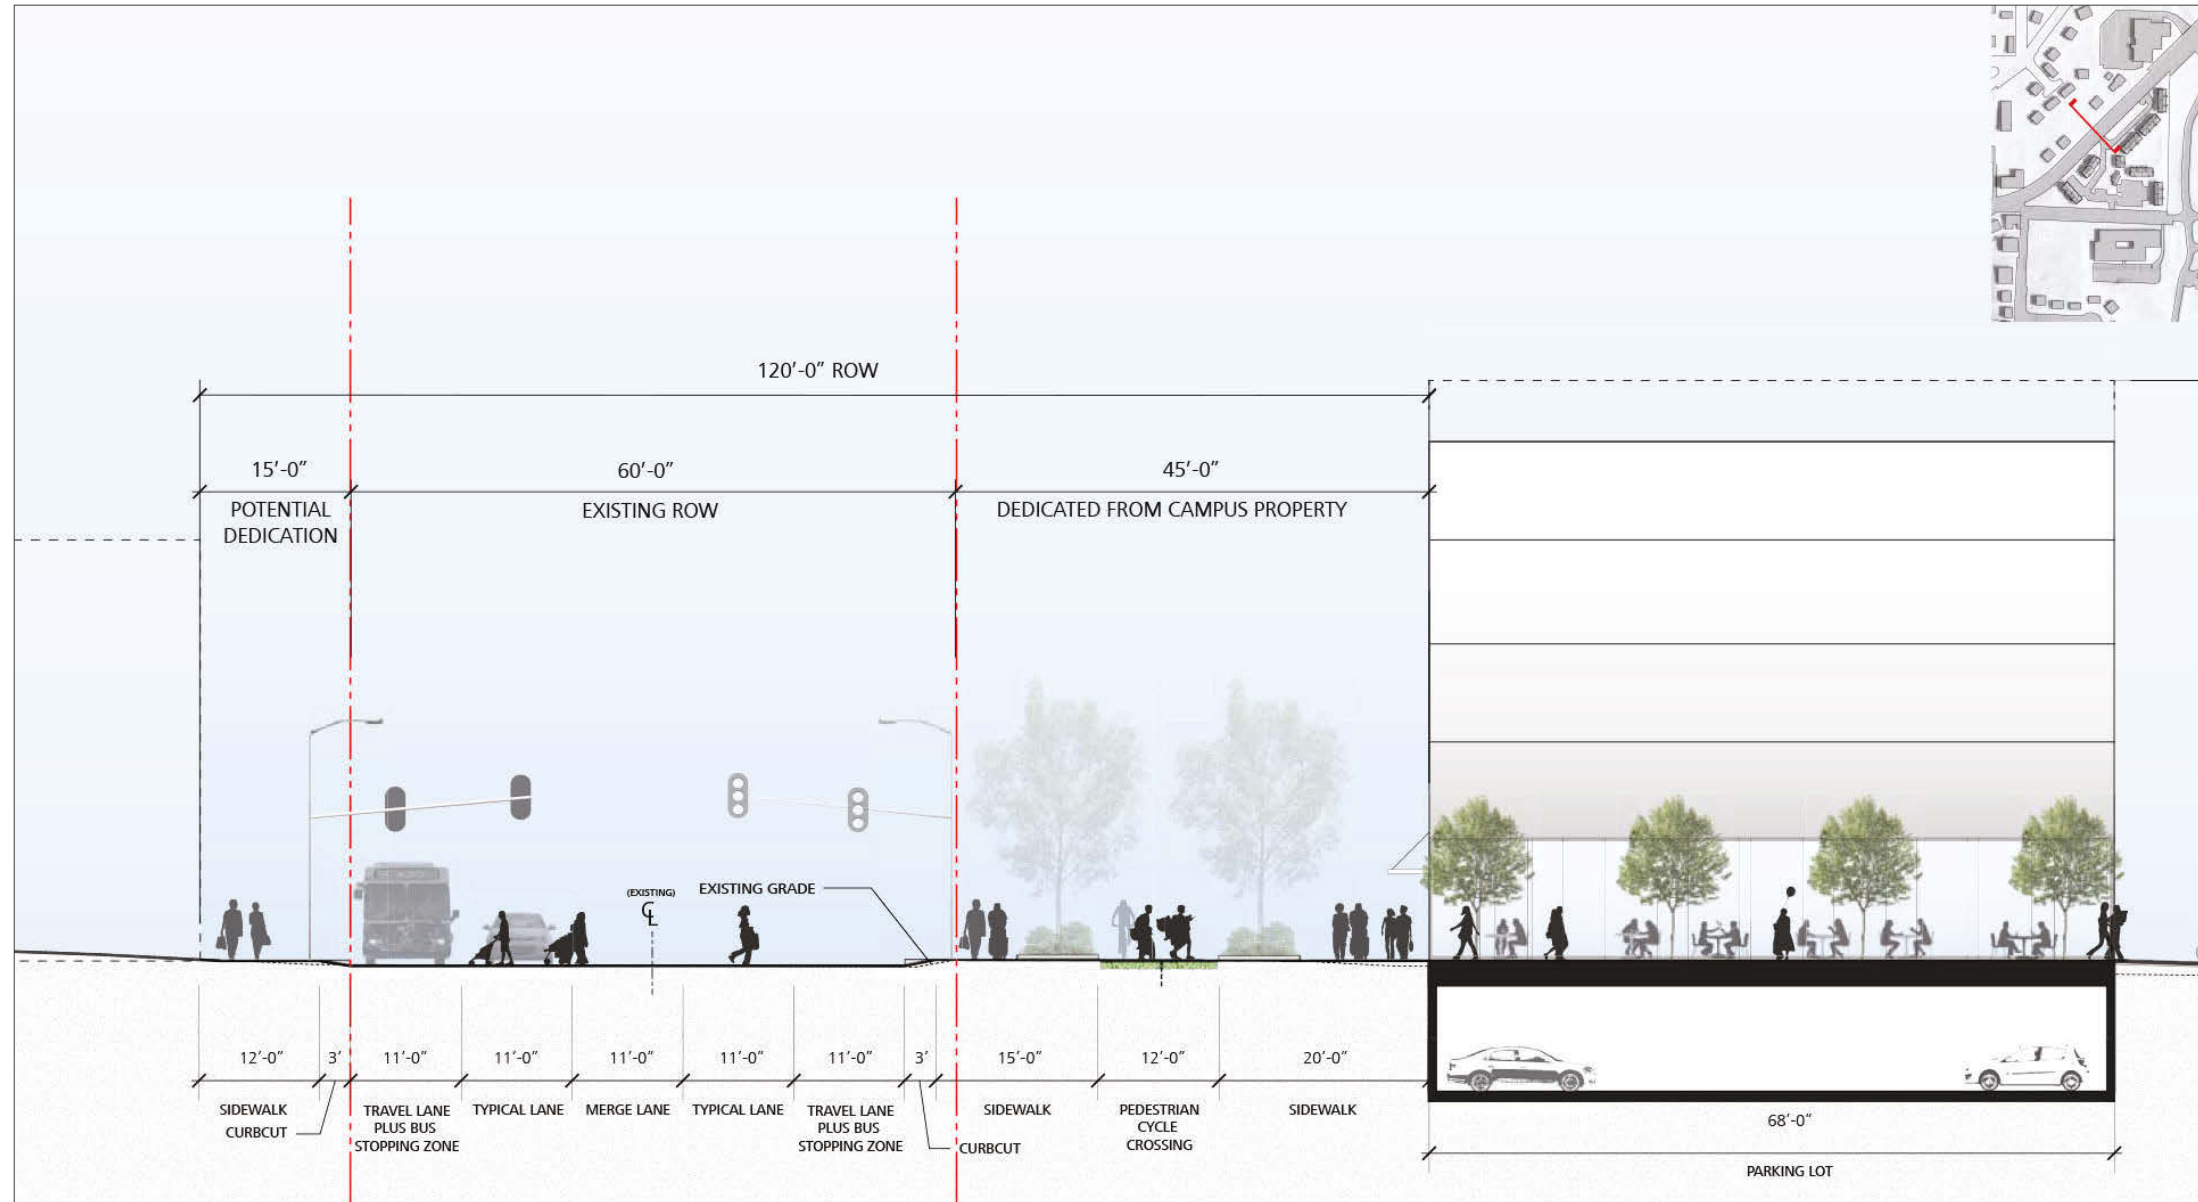 120'-0" ROW
15'-0"
60'-0"
45'-0"
POTENTIAL
DEDICATION
EXISTING ROW
DEDICATED FROM CAMPUS PROPERTY
(EXISTING)
CL
EXISTING GRADE
12'-0"
3'
11'-0"
11'-0"
11'-0"
11'-0"
11'-0"
3'
15'-0"
12'-0"
20'-0"
SIDEWALK
CURBCUT
TRAVEL LANE
PLUS BUS
STOPPING ZONE
TYPICAL LANE
MERGE LANE
TYPICAL LANE
TRAVEL LANE
PLUS BUS
STOPPING ZONE
CURBCUT
SIDEWALK
PEDESTRIAN
CYCLE
CROSSING
SIDEWALK
68'-0"
PARKING LOT